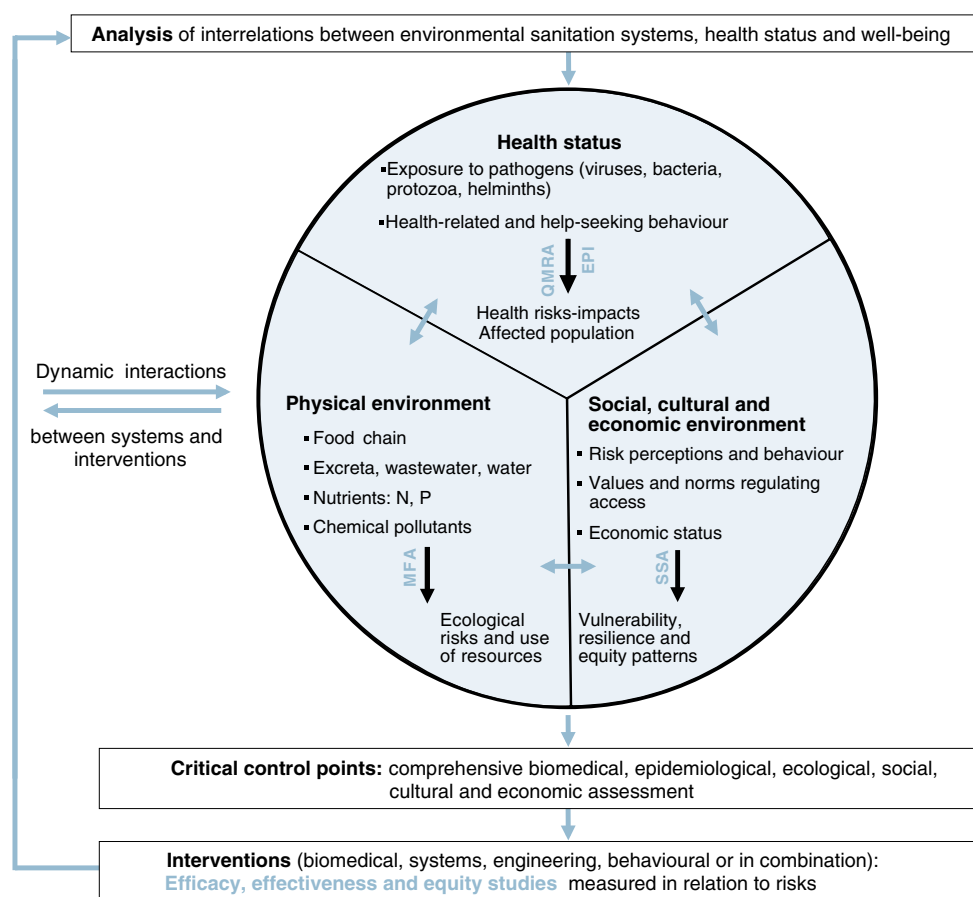 Analysis of interrelations between environmental sanitation systems, health status and well-being
Health status
▪Exposure to pathogens (viruses, bacteria,
protozoa, helminths)
▪Health-related and help-seeking behaviour
QMRA
EPI
Health risks-impacts
Affected population
Dynamic interactions
between systems and
interventions
Physical environment
▪ Food chain
▪ Excreta, wastewater, water
▪ Nutrients: N, P
▪ Chemical pollutants
MFA
Ecological
risks and use
of resources
Social, cultural and
economic environment
▪ Risk perceptions and behaviour
▪ Values and norms regulating
access
▪ Economic status
SSA
Vulnerability,
resilience and
equity patterns
Critical control points: comprehensive biomedical, epidemiological, ecological, social,
cultural and economic assessment
Interventions (biomedical, systems, engineering, behavioural or in combination):
Efficacy, effectiveness and equity studies measured in relation to risks